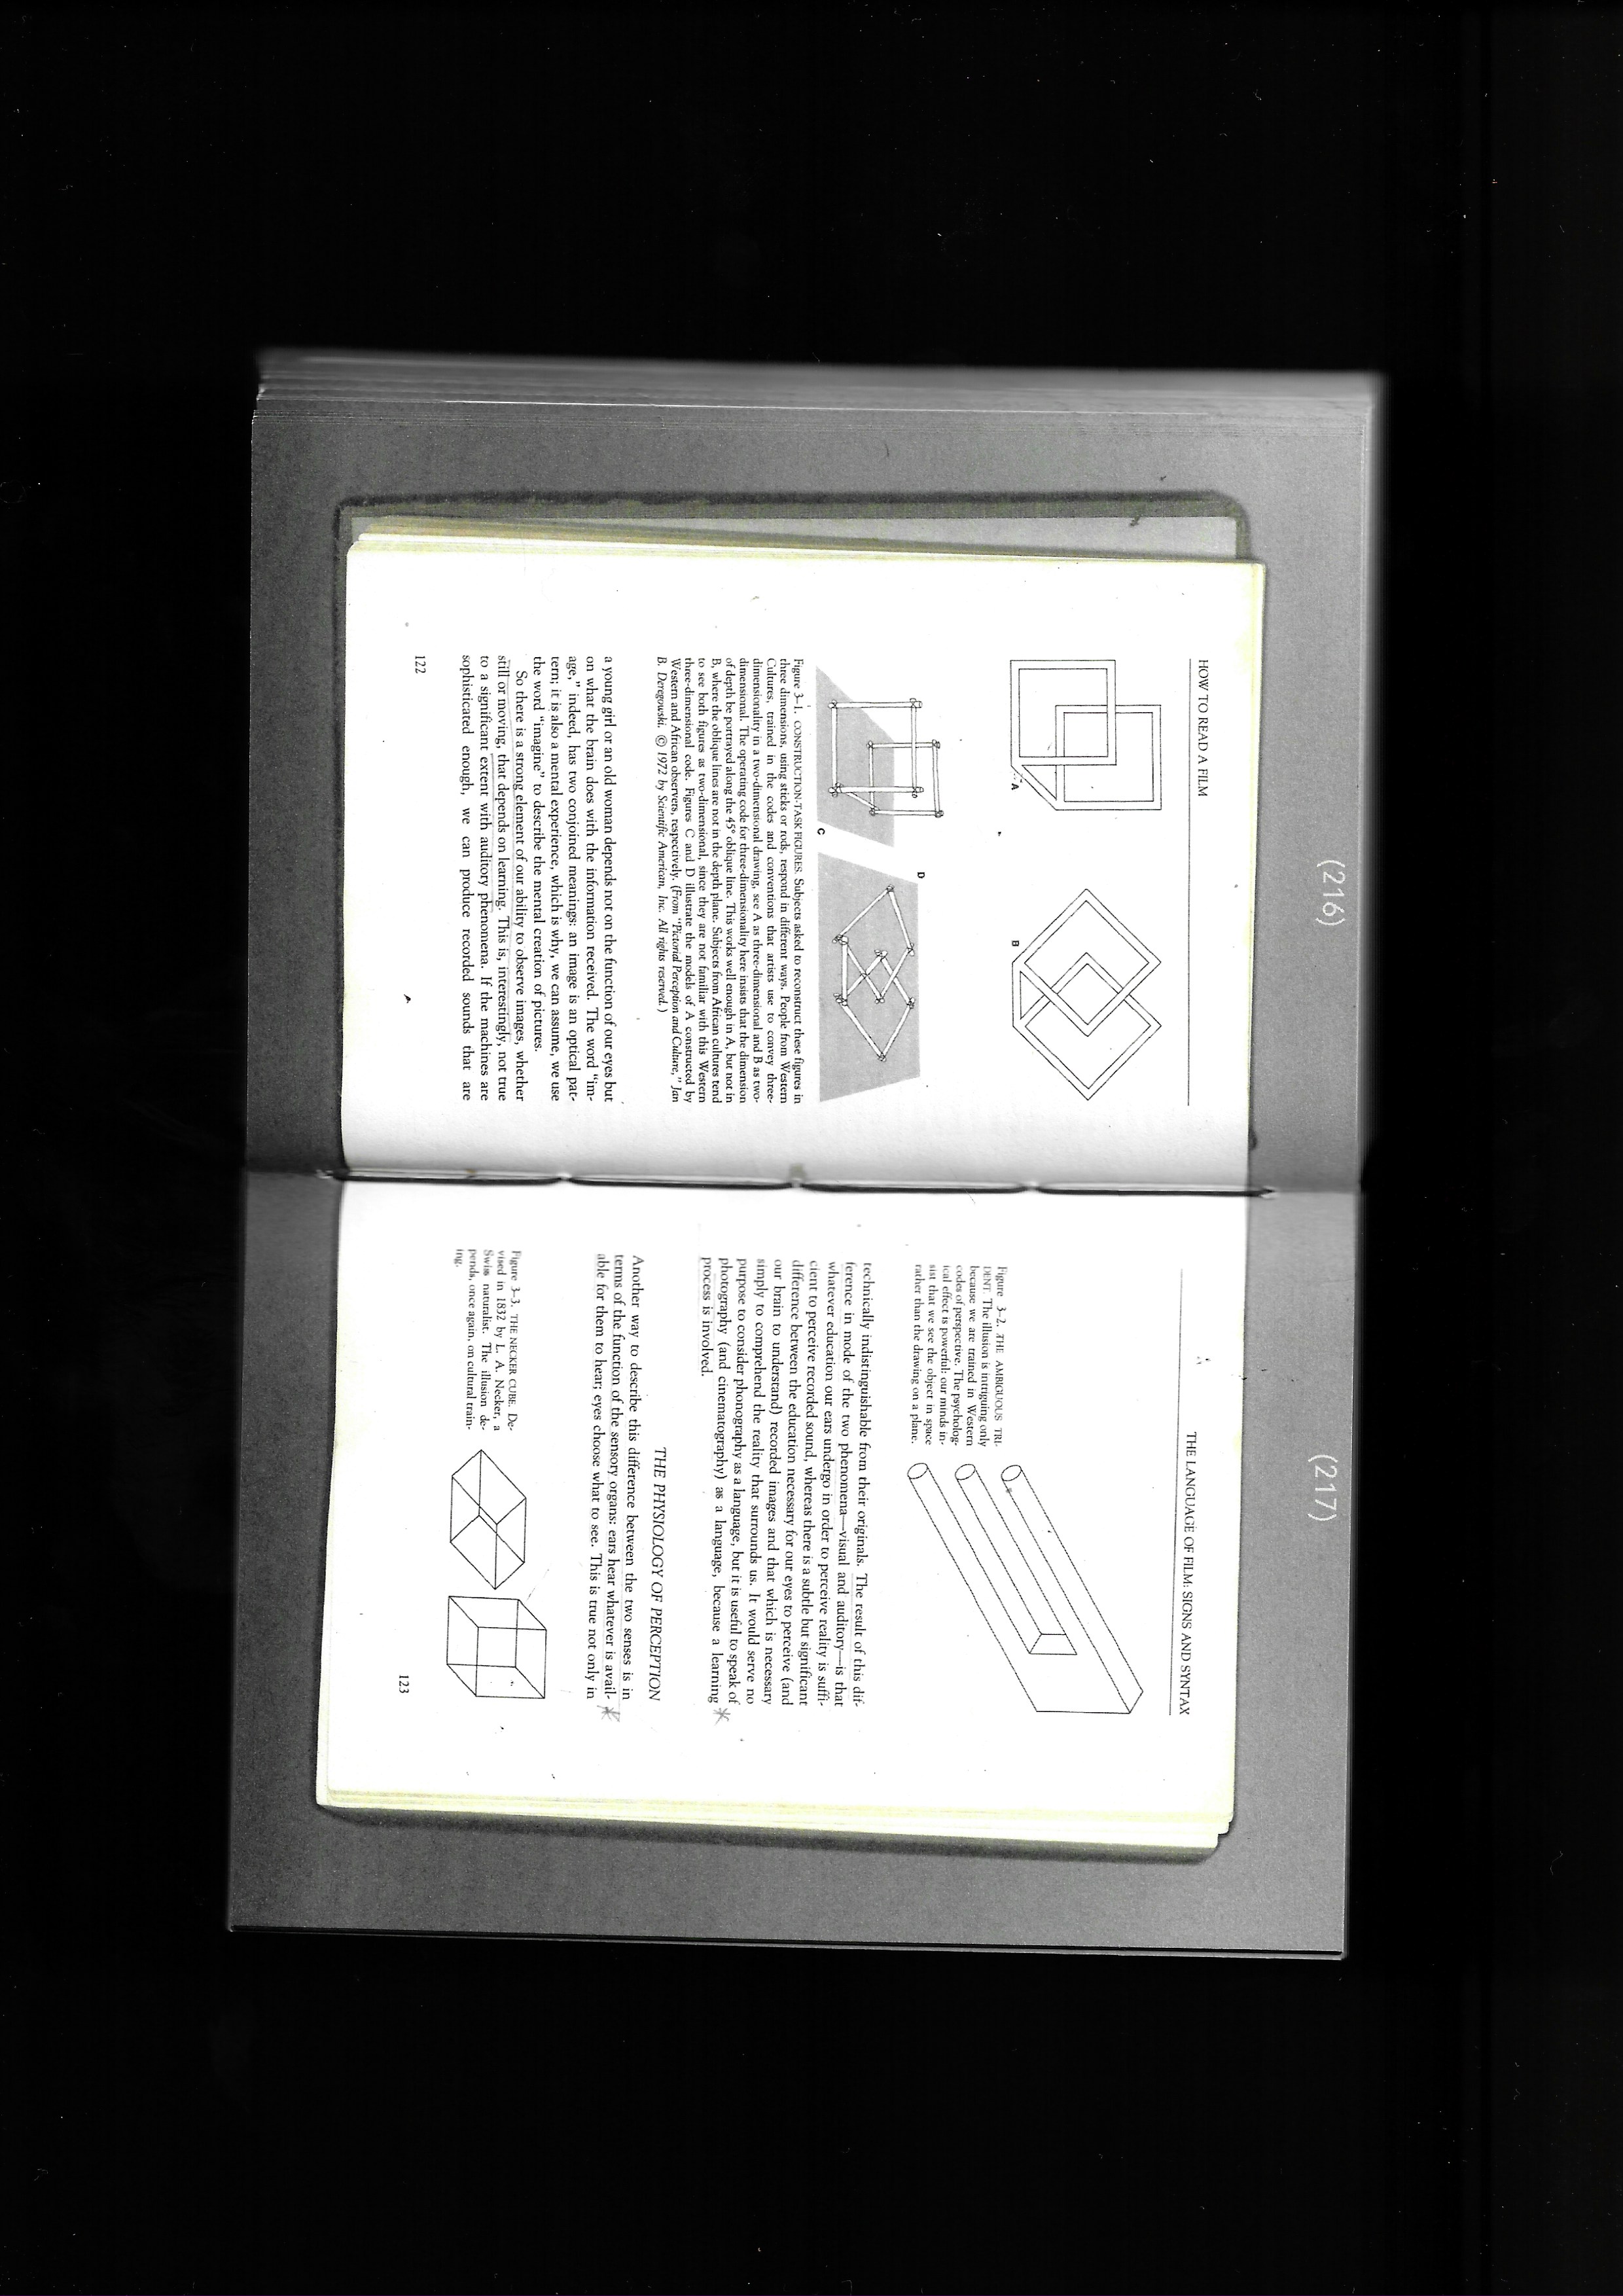 (216)
HOW TO READ A FILM
A
B
D
C
Figure 3–1. CONSTRUCTION-TASK FIGURES. Subjects asked to reconstruct these figures in
three dimensions, using sticks or rods, respond in different ways. People from Western
Cultures, trained in the codes and conventions that artists use to convey three-
dimensionality in a two-dimensional drawing, see A as three-dimensional and B as two-
dimensional. The operating code for three-dimensionality here insists that the dimension
of depth be portrayed along the 45° oblique line. This works well enough in A, but not in
B, where the oblique lines are not in the depth plane. Subjects from African cultures tend
to see both figures as two-dimensional, since they are not familiar with this Western
three-dimensional code. Figures C and D illustrate the models of A constructed by
Western and African observers, respectively. (From "Pictorial Perception and Culture," Jan
B. Deregowski. © 1972 by Scientific American, Inc. All rights reserved.)
a young girl or an old woman depends not on the function of our eyes but
on what the brain does with the information received. The word "im-
age," indeed, has two conjoined meanings: an image is an optical pat-
tern; it is also a mental experience, which is why, we can assume, we use
the word "imagine" to describe the mental creation of pictures.
So there is a strong element of our ability to observe images, whether
still or moving, that depends on learning. This is, interestingly, not true
to a significant extent with auditory phenomena. If the machines are
sophisticated enough, we can produce recorded sounds that are
122
(217)
THE LANGUAGE OF FILM: SIGNS AND SYNTAX
Figure 3–2. THE AMBIGUOUS TRI-
DENT. The illusion is intriguing only
because we are trained in Western
codes of perspective. The psycholog-
ical effect is powerful: our minds in-
sist that we see the object in space
rather than the drawing on a plane.
technically indistinguishable from their originals. The result of this dif-
ference in mode of the two phenomena—visual and auditory—is that
whatever education our ears undergo in order to perceive reality is suffi-
cient to perceive recorded sound, whereas there is a subtle but significant
difference between the education necessary for our eyes to perceive (and
our brain to understand) recorded images and that which is necessary
simply to comprehend the reality that surrounds us. It would serve no
purpose to consider phonography as a language, but it is useful to speak of
photography (and cinematography) as a language, because a learning
process is involved.
THE PHYSIOLOGY OF PERCEPTION
Another way to describe this difference between the two senses is in
terms of the function of the sensory organs: ears hear whatever is avail-
able for them to hear; eyes choose what to see. This is true not only in
Figure 3–3. THE NECKER CUBE. De-
vised in 1832 by L. A. Necker, a
Swiss naturalist. The illusion de-
pends, once again, on cultural train-
ing.
123